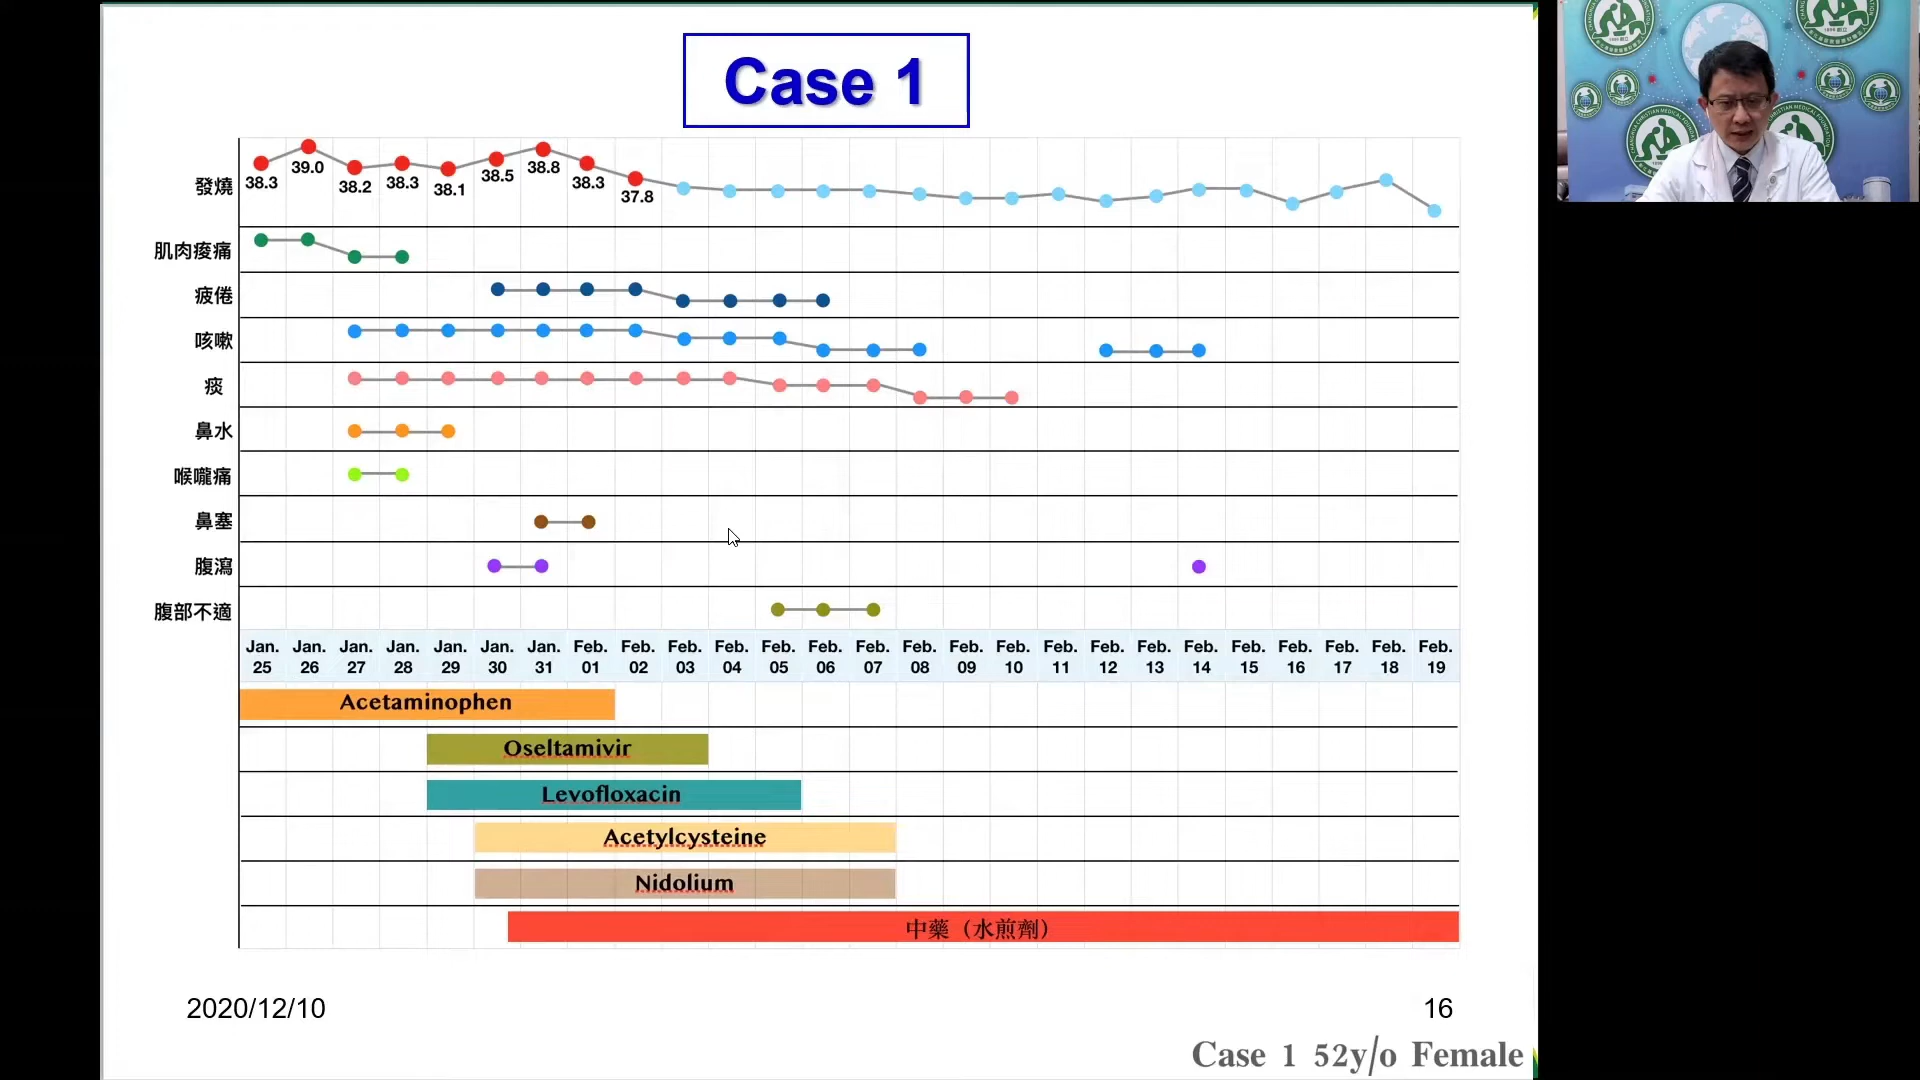 Case 1
發燒
38.3 39.0 38.2 38.3 38.1 38.5 38.8 38.3 37.8
肌肉痠痛
疲倦
咳嗽
痰
鼻水
喉嚨痛
鼻塞
腹瀉
腹部不適
Jan. 25 Jan. 26 Jan. 27 Jan. 28 Jan. 29 Jan. 30 Jan. 31 Feb. 01 Feb. 02 Feb. 03 Feb. 04 Feb. 05 Feb. 06 Feb. 07 Feb. 08 Feb. 09 Feb. 10 Feb. 11 Feb. 12 Feb. 13 Feb. 14 Feb. 15 Feb. 16 Feb. 17 Feb. 18 Feb. 19
Acetaminophen
Oseltamivir
Levofloxacin
Acetylcysteine
Nidolium
中藥（水煎劑）
2020/12/10
16
Case 1 52y/o Female